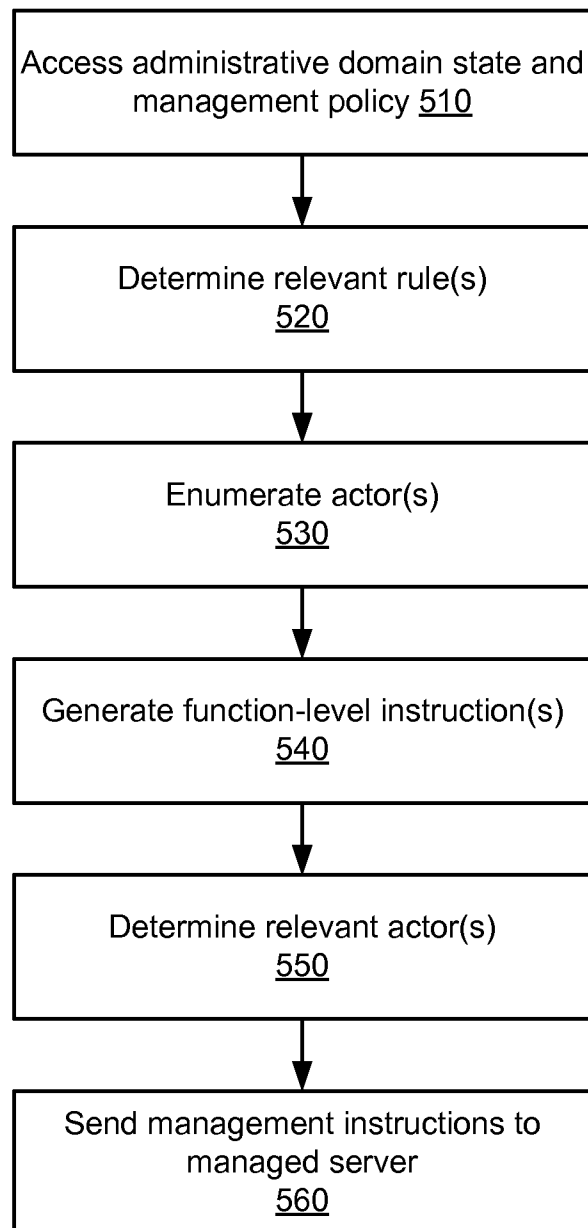 Access administrative domain state and
management policy 510
Determine relevant rule(s)
520
Enumerate actor(s)
530
Generate function-level instruction(s)
540
Determine relevant actor(s)
550
Send management instructions to
managed server
560